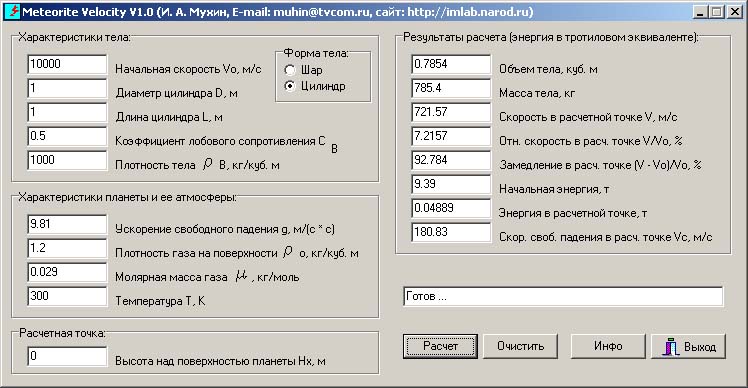 Meteorite Velocity V1.0 (И. А. Мухин, E-mail: muhin@tvcom.ru, сайт: http://imlab.narod.ru)
Характеристики тела:
10000 Начальная скорость Vo, м/с
1 Диаметр цилиндра D, м
1 Длина цилиндра L, м
0.5 Коэффициент лобового сопротивления C B
1000 Плотность тела ρ B, кг/куб. м
Форма тела:
Шар
Цилиндр
Характеристики планеты и ее атмосферы:
9.81 Ускорение свободного падения g, м/(с * с)
1.2 Плотность газа на поверхности ρ o, кг/куб. м
0.029 Молярная масса газа μ , кг/моль
300 Температура T, K
Расчетная точка:
0 Высота над поверхностью планеты Hx, м
Результаты расчета (энергия в тротиловом эквиваленте):
0.7854 Объем тела, куб. м
785.4 Масса тела, кг
721.57 Скорость в расчетной точке V, м/с
7.2157 Отн. скорость в расч. точке V/Vo, %
92.784 Замедление в расч. точке (V - Vo)/Vo, %
9.39 Начальная энергия, т
0.04889 Энергия в расчетной точке, т
180.83 Скор. своб. падения в расч. точке Vc, м/с
Готов ...
Расчет Очистить Инфо Выход